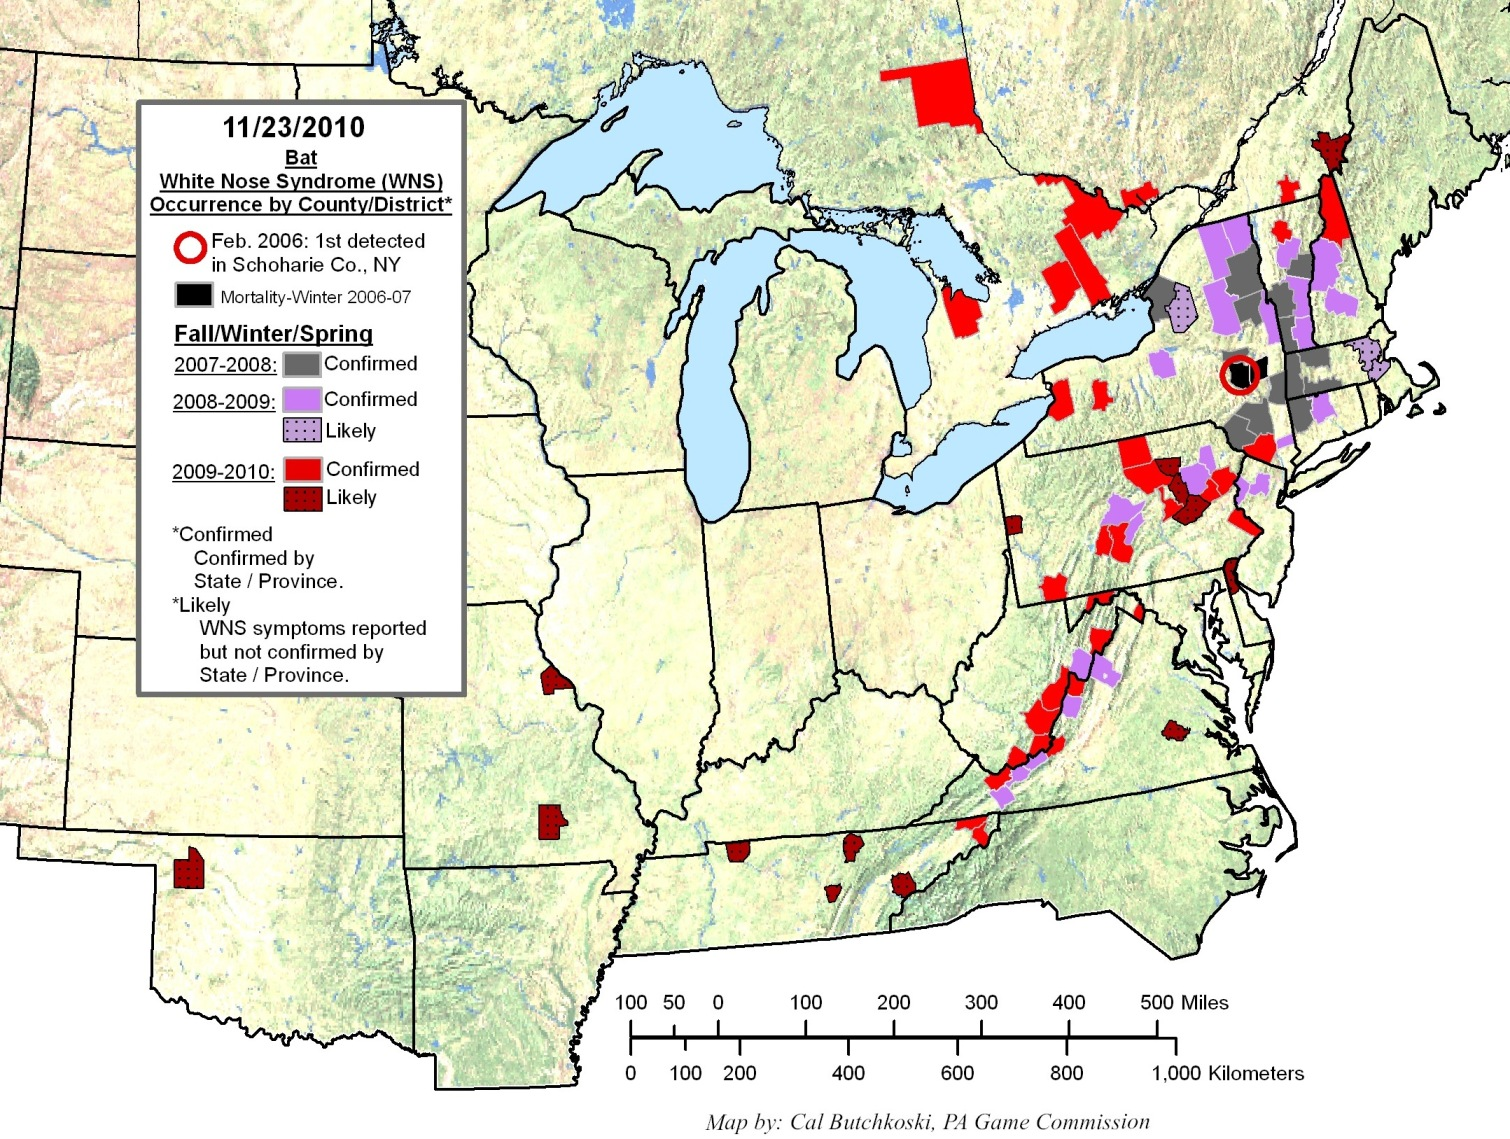 11/23/2010
Bat
White Nose Syndrome (WNS)
Occurrence by County/District*
Feb. 2006: 1st detected
in Schoharie Co., NY
Mortality-Winter 2006-07
Fall/Winter/Spring
2007-2008: Confirmed
2008-2009: Confirmed
Likely
2009-2010: Confirmed
Likely
*Confirmed
Confirmed by
State / Province.
*Likely
WNS symptoms reported
but not confirmed by
State / Province.
100 50 0 100 200 300 400 500 Miles
0 100 200 400 600 800 1,000 Kilometers
Map by: Cal Butchkoski, PA Game Commission